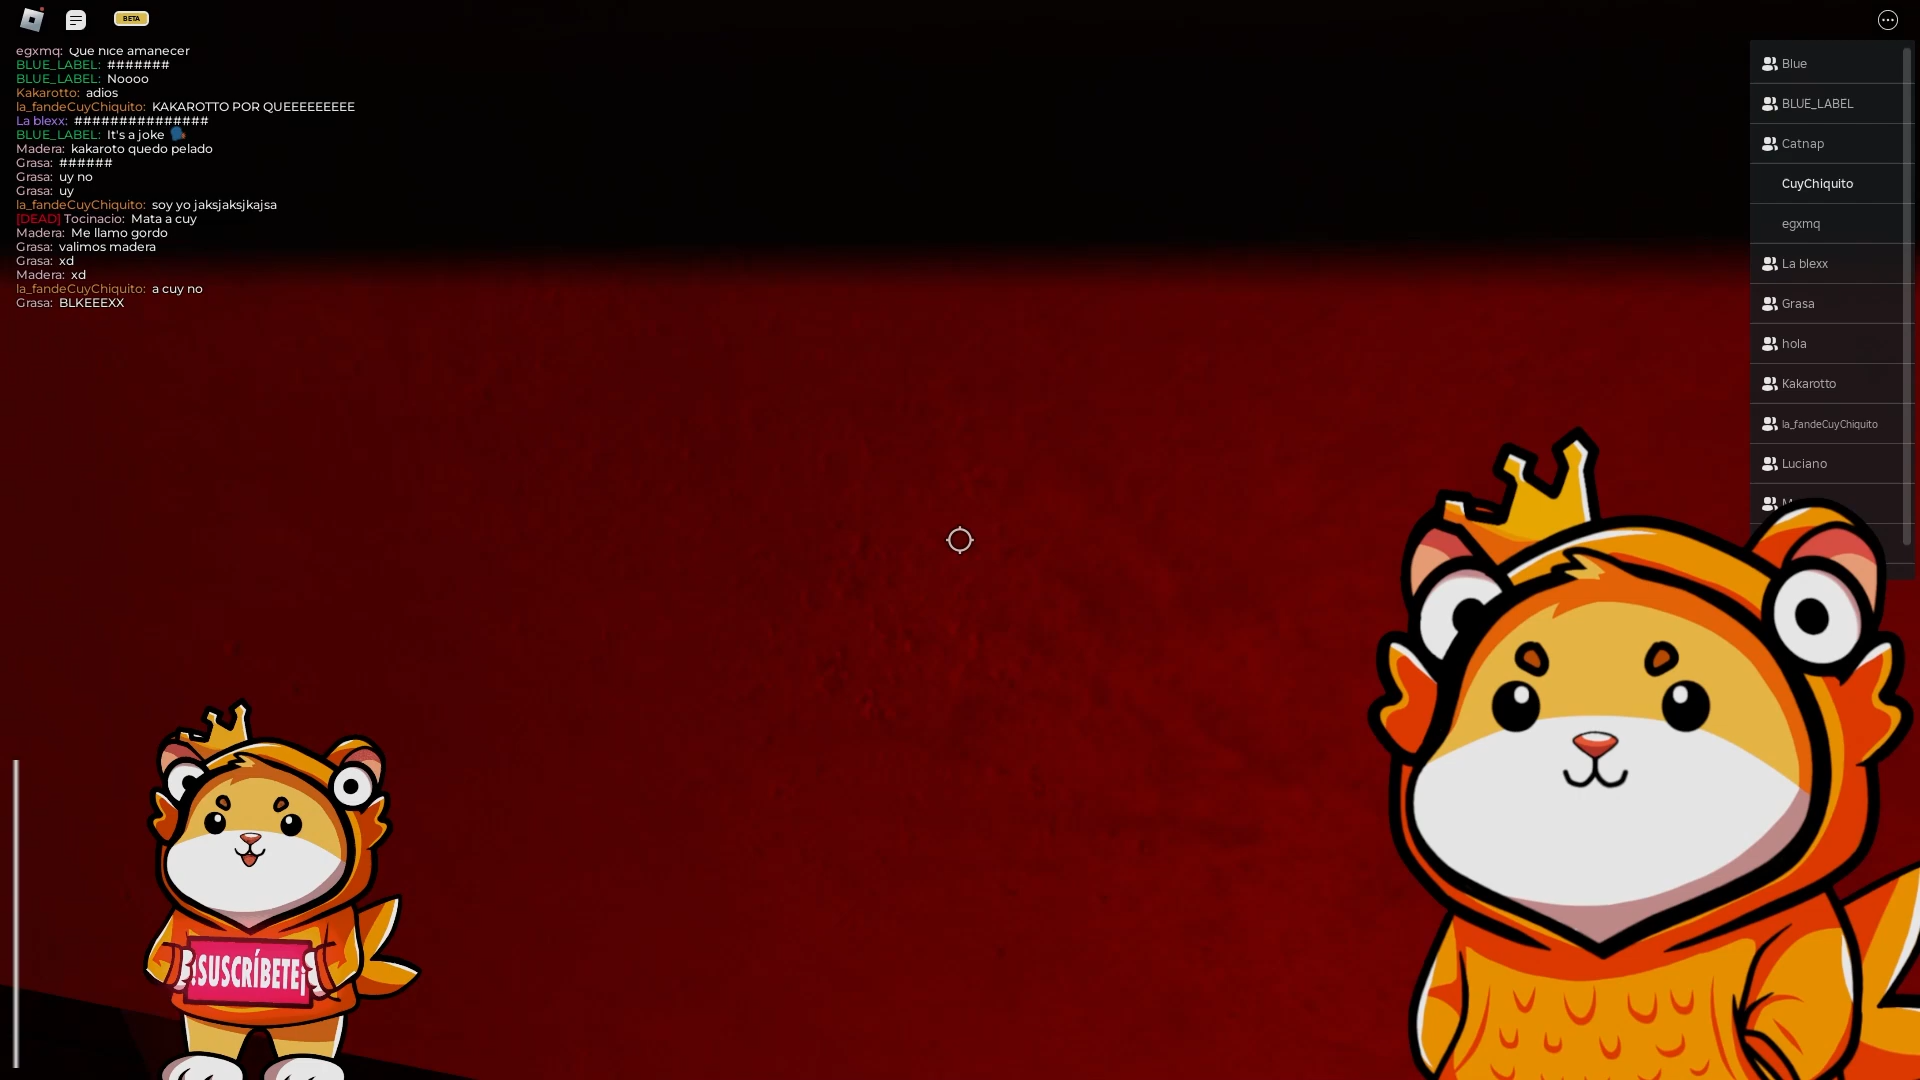 BETA
egxmq: Que nice amanecer
BLUE_LABEL: #######
BLUE_LABEL: Noooo
Kakarotto: adios
la_fandeCuyChiquito: KAKAROTTO POR QUEEEEEEEEE
La blexx: ###############
BLUE_LABEL: It's a joke 🗣
Madera: kakaroto quedo pelado
Grasa: ######
Grasa: uy no
Grasa: uy
la_fandeCuyChiquito: soy yo jaksjaksjkajsa
[DEAD] Tocinacio: Mata a cuy
Madera: Me llamo gordo
Grasa: valimos madera
Grasa: xd
Madera: xd
la_fandeCuyChiquito: a cuy no
Grasa: BLKEEEXX
Blue
BLUE_LABEL
Catnap
CuyChiquito
egxmq
La blexx
Grasa
hola
Kakarotto
la_fandeCuyChiquito
Luciano
¡SUSCRÍBETE¡